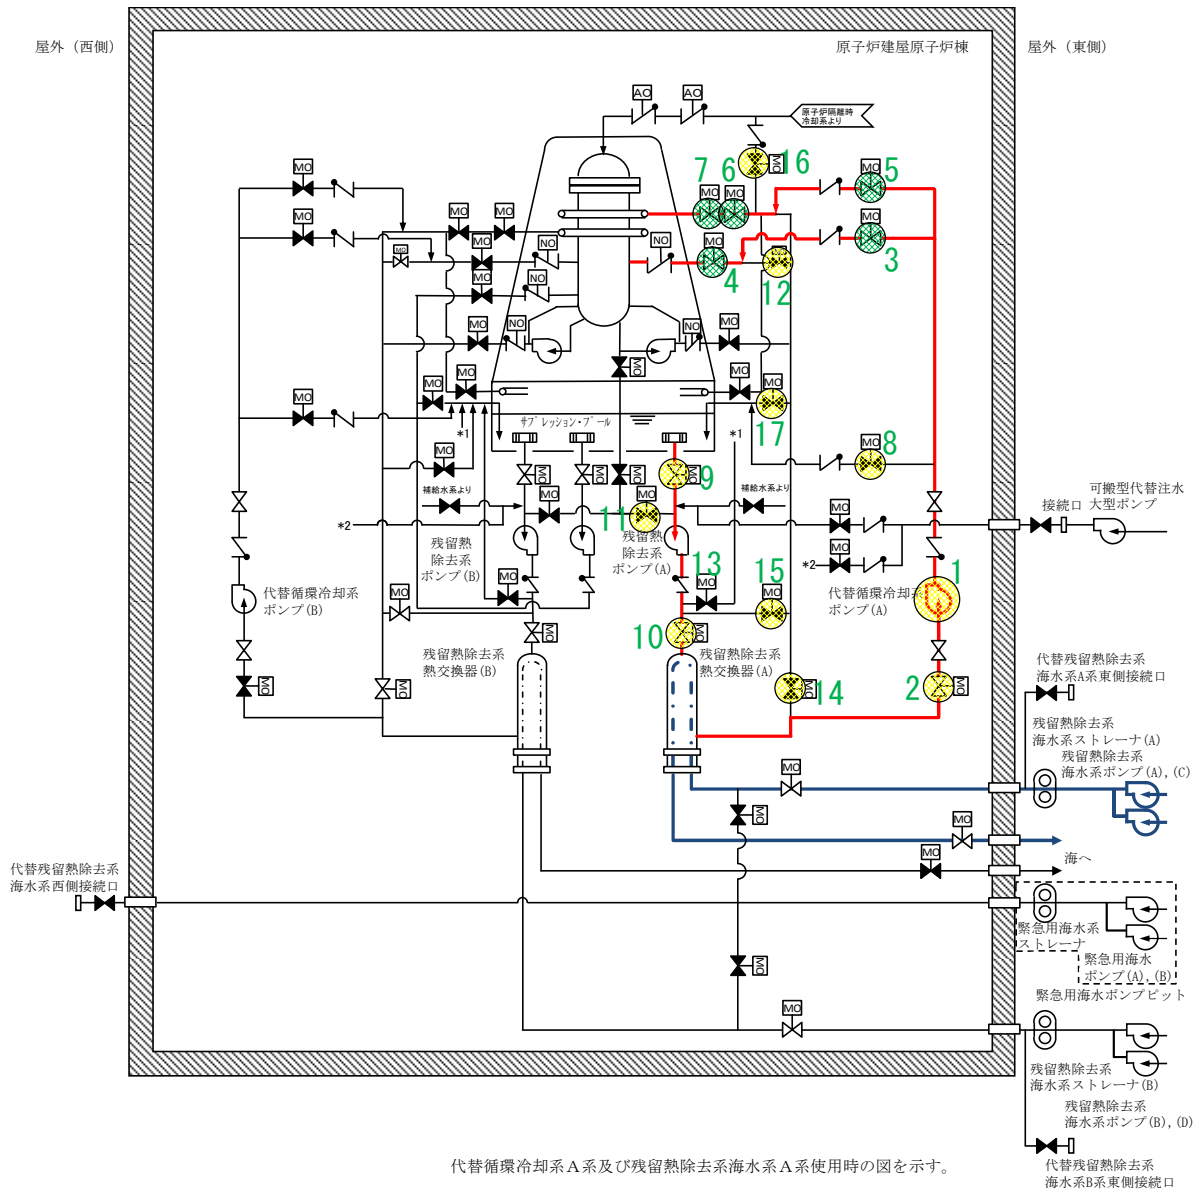 屋外（西側）
原子炉建屋原子炉棟
屋外（東側）
AO
AO
原子炉隔離時
冷却系より
16
MO
MO
7
6
MO
5
MO
MO
MO
MO
MO
MO
3
MO
MO
NO
NO
MO
4
12
MO
NO
MO
NO
NO
MO
MO
MO
MO
MO
MO
MO
17
サプレッション・プール
*1
*1
MO
8
MO
MO
MO
MO
9
MO
補給水系より
補給水系より
MO
11
MO
MO
可搬型代替注水
大型ポンプ
接続口
*2
残留熱
除去系
ポンプ(B)
残留熱
除去系
ポンプ(A)
MO
*2
13
MO
MO
15
MO
1
代替循環冷却系
ポンプ(B)
代替循環冷却系
ポンプ(A)
MO
MO
10
MO
残留熱除去系
熱交換器(B)
残留熱除去系
熱交換器(A)
MO
MO
MO
14
2
MO
代替残留熱除去系
海水系A系東側接続口
残留熱除去系
海水系ストレーナ(A)
残留熱除去系
海水系ポンプ(A),(C)
MO
MO
MO
MO
海へ
代替残留熱除去系
海水系西側接続口
緊急用海水系
ストレーナ
緊急用海水
ポンプ(A),(B)
MO
緊急用海水ポンプピット
MO
残留熱除去系
海水系ストレーナ(B)
残留熱除去系
海水系ポンプ(B),(D)
代替残留熱除去系
海水系B系東側接続口
代替循環冷却系Ａ系及び残留熱除去系海水系Ａ系使用時の図を示す。